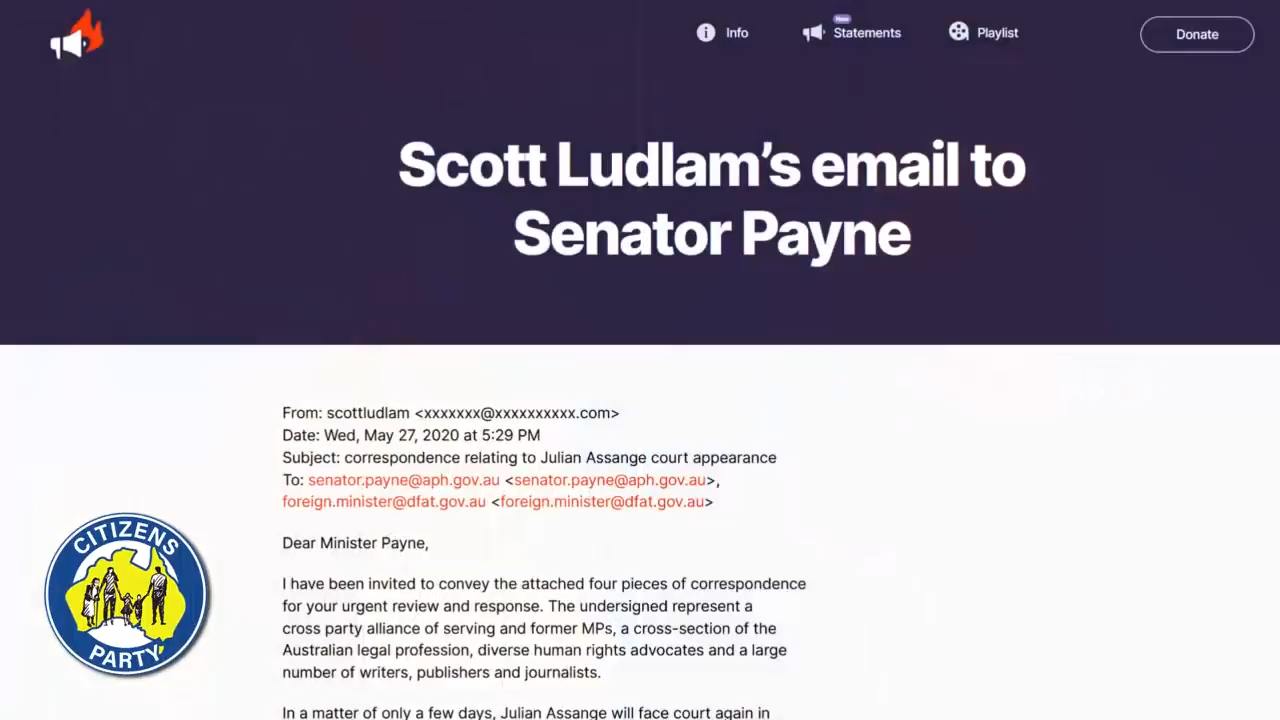 Info
New
Statements
Playlist
Donate
Scott Ludlam’s email to
Senator Payne
From: scottludlam <xxxxxxx@xxxxxxxxxx.com>
Date: Wed, May 27, 2020 at 5:29 PM
Subject: correspondence relating to Julian Assange court appearance
To: senator.payne@aph.gov.au <senator.payne@aph.gov.au>,
foreign.minister@dfat.gov.au <foreign.minister@dfat.gov.au>
Dear Minister Payne,
I have been invited to convey the attached four pieces of correspondence
for your urgent review and response. The undersigned represent a
cross party alliance of serving and former MPs, a cross-section of the
Australian legal profession, diverse human rights advocates and a large
number of writers, publishers and journalists.
In a matter of only a few days, Julian Assange will face court again in
CITIZENS
PARTY